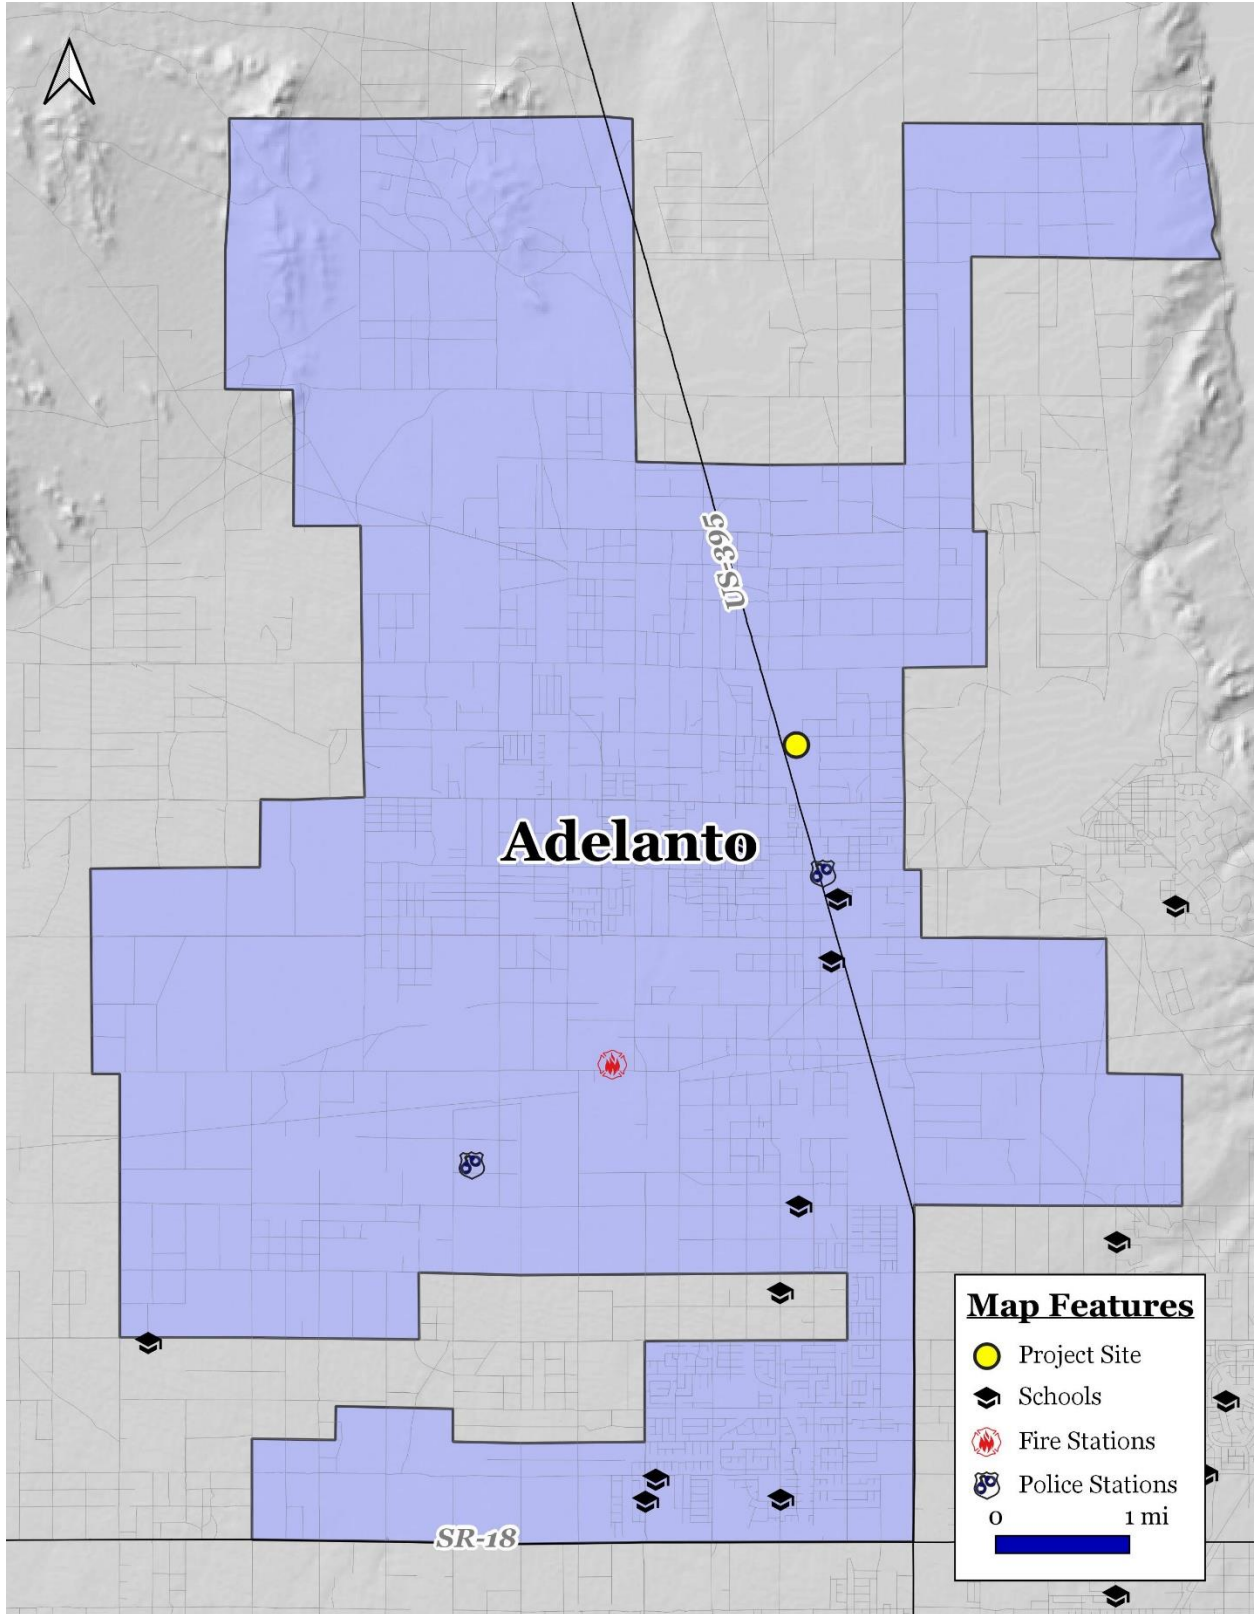 US-395
Adelanto
SR-18
Map Features
Project Site
Schools
Fire Stations
Police Stations
0 1 mi